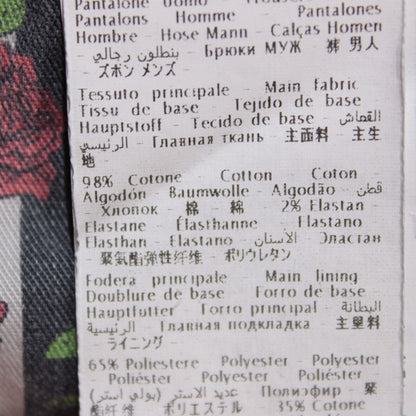 Pantalone Uomo
Pantalons Homme - Pantalones
Hombre - Hose Mann - Calças Homen
- بنطلون رجالي - Брюки МУЖ - 裤 男人
- ズボン メンズ
Tessuto principale - Main fabric
Tissu de base - Tejido de base
Hauptstoff - Tecido de base - القماش
الرئيسي - Главная ткань - 主面料 - 主生
地 -
98% Cotone - Cotton - Coton
Algodón - Baumwolle - Algodão - قطن
- Хлопок - 棉 - 綿 2% Elastan -
Elastane - Élasthanne - Elastano
Elasthan - Elastano - الأستان - Эластан
- 聚氨酯弹性纤维 - ポリウレタン
Fodera principale - Main lining
Doublure de base - Forro de base
Hauptfutter - Forro principal - البطانة
الرئيسية - Главная подкладка - 主里料
- ライニング -
65% Poliestere - Polyester - Polyester
- Poliéster - Polyester - Poliéster
عديد الاستر (بولي استر) - Полиэфир - 聚
酯纤维 - ポリエステル 35% Cotone